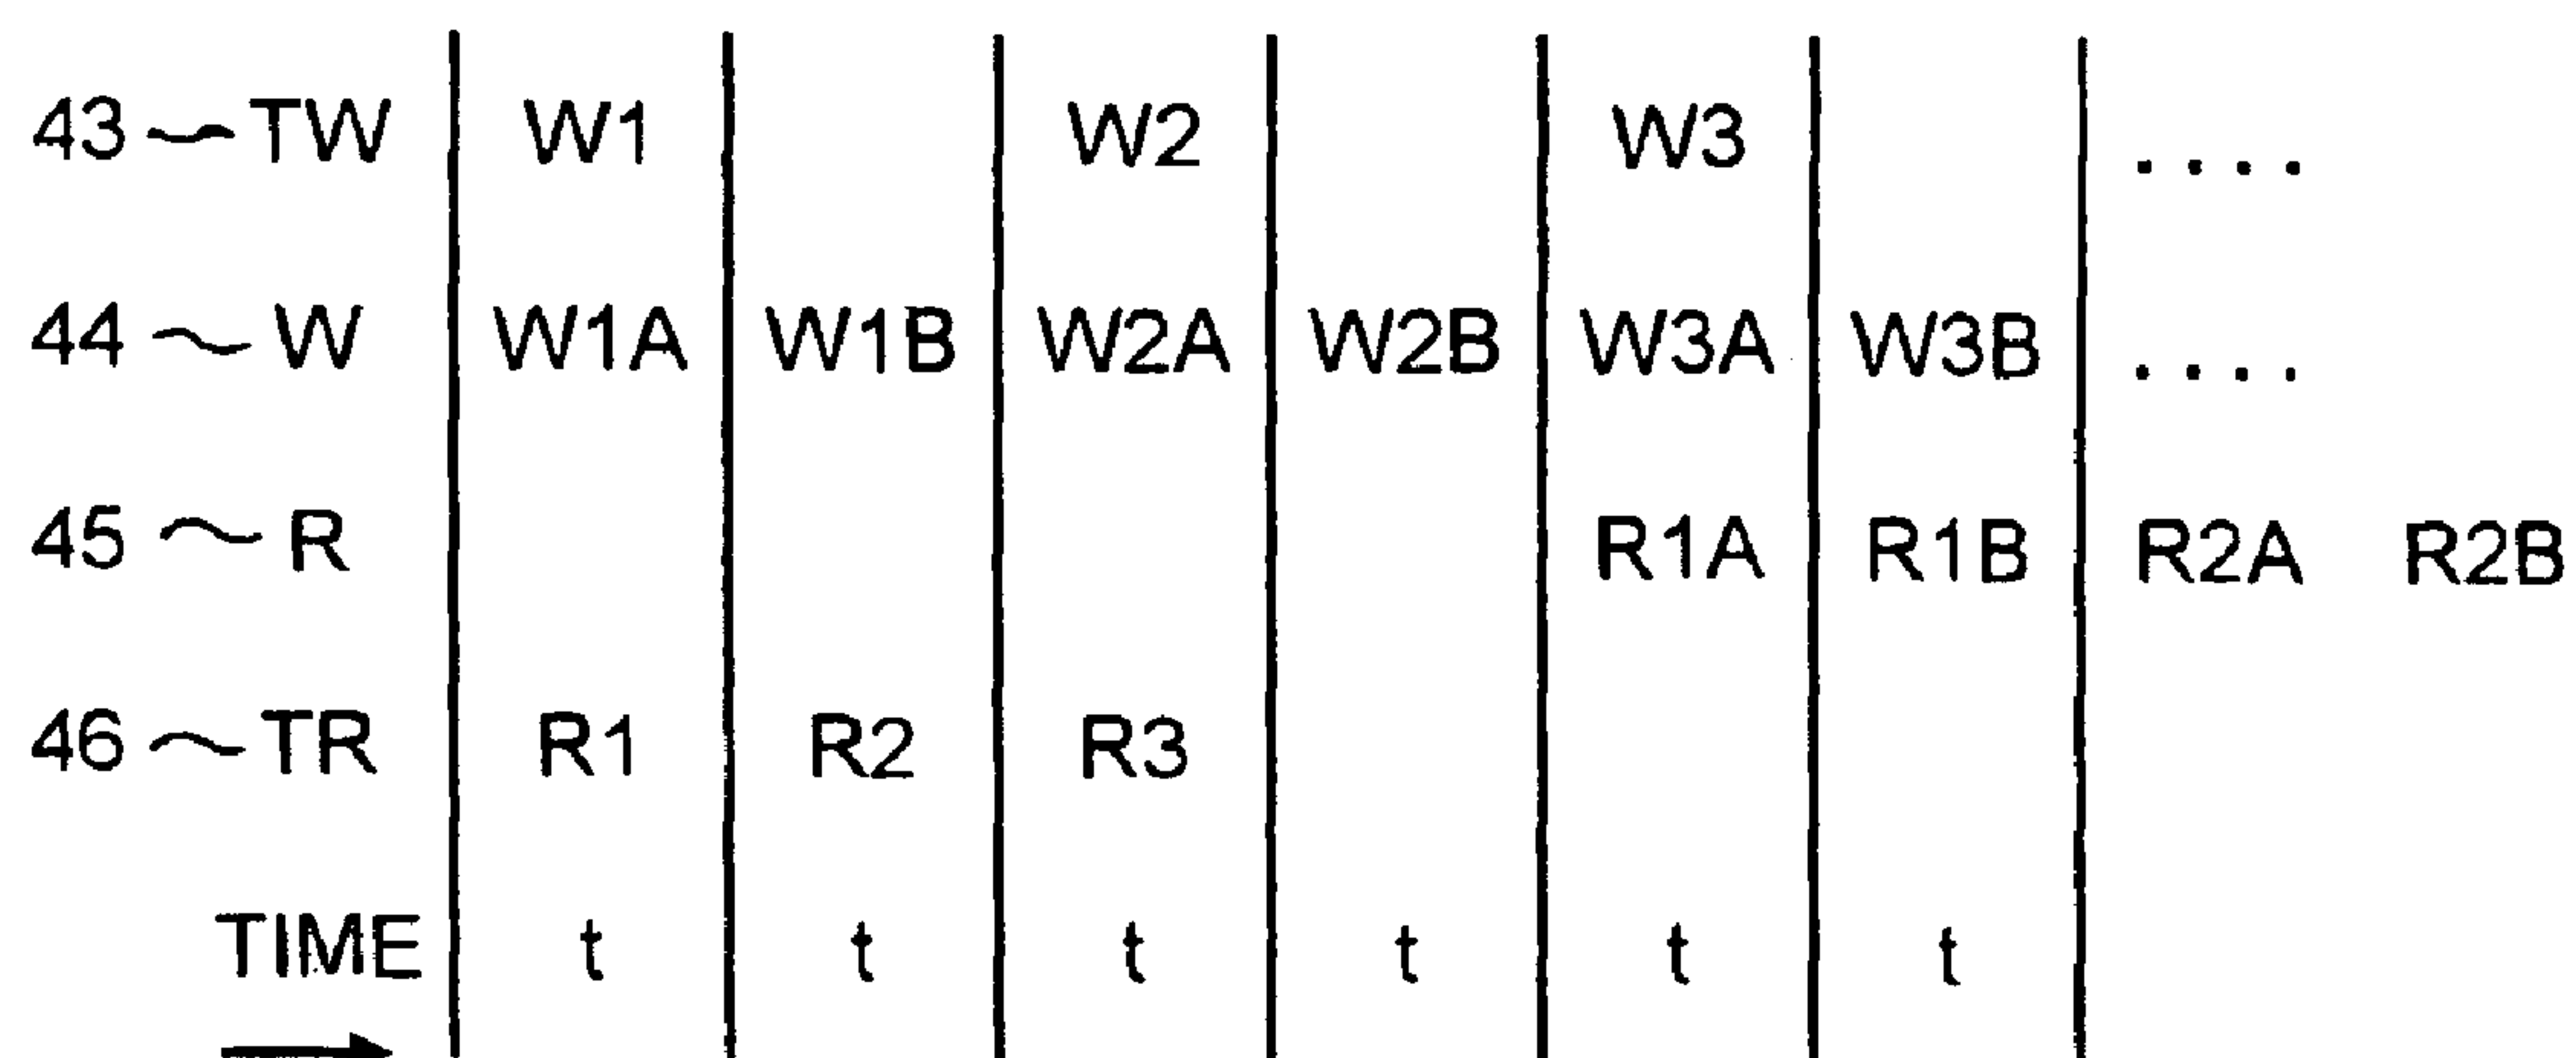 43 ~ TW W1 W2 W3 ....
44 ~ W W1A W1B W2A W2B W3A W3B ....
45 ~ R R1A R1B R2A R2B
46 ~ TR R1 R2 R3
TIME t t t t t t